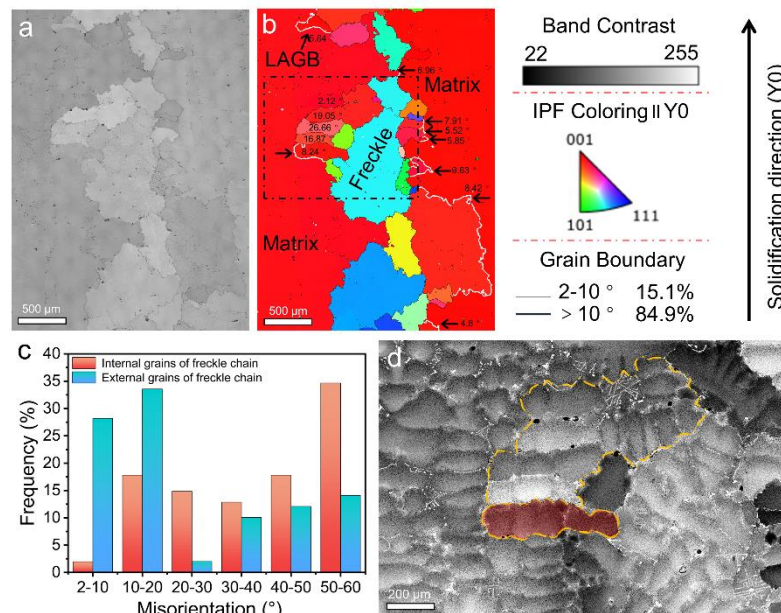 a
500 μm
b
6.84 °
LAGB
6.96 °
Matrix
2.12 °
19.05 °
26.66 °
16.87 °
8.24 °
7.91 °
5.52 °
5.85 °
Freckle
9.63 °
8.42 °
Matrix
500 μm
4.8 °
Band Contrast
22
255
IPF Coloring || Y0
001
101
111
Grain Boundary
2-10 ° 15.1%
> 10 ° 84.9%
Solidification direction (Y0)
c
Internal grains of freckle chain
External grains of freckle chain
Frequency (%)
40
35
30
25
20
15
10
5
0
2-10
10-20
20-30
30-40
40-50
50-60
Misorientation (°)
d
200 μm